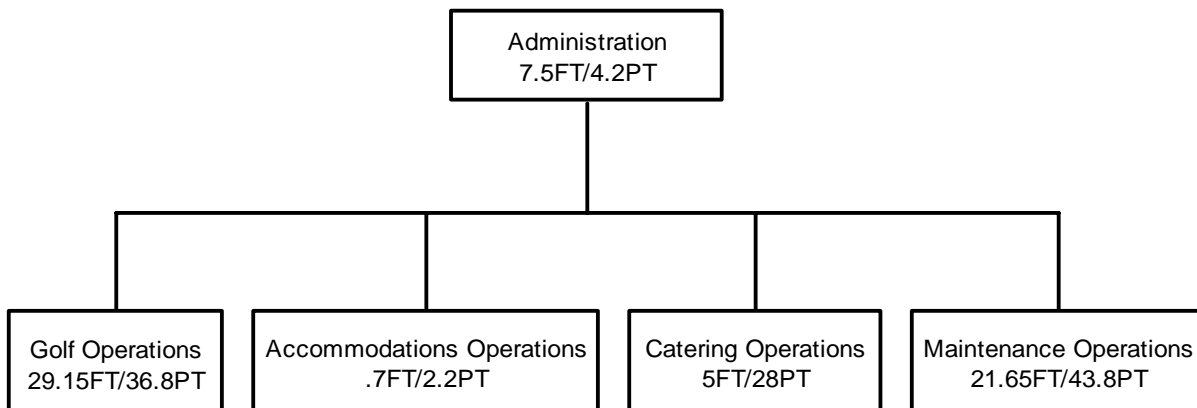 Administration
7.5FT/4.2PT
Golf Operations
29.15FT/36.8PT
Accommodations Operations
.7FT/2.2PT
Catering Operations
5FT/28PT
Maintenance Operations
21.65FT/43.8PT